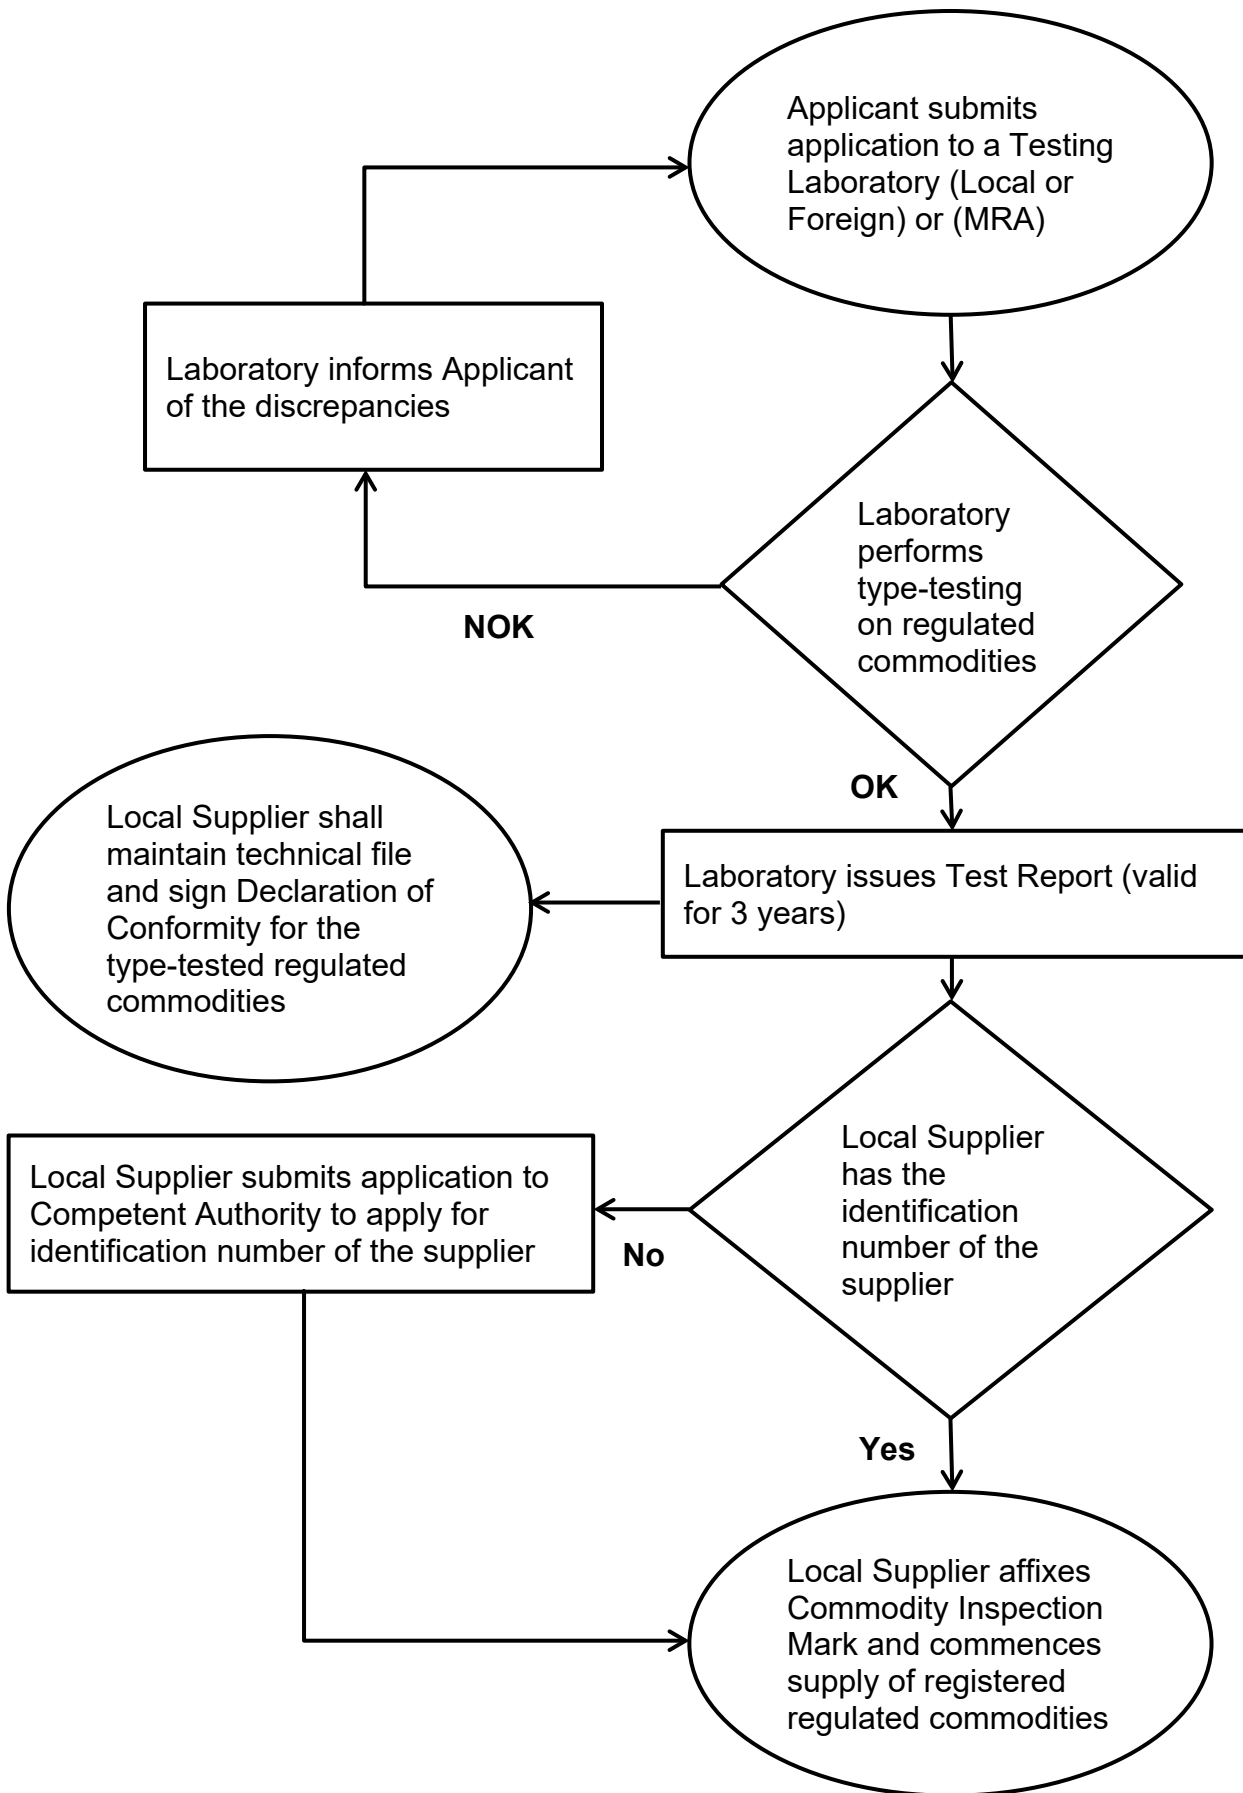 Applicant submits
application to a Testing
Laboratory (Local or
Foreign) or (MRA)
Laboratory informs Applicant
of the discrepancies
Laboratory
performs
type-testing
on regulated
commodities
NOK
OK
Local Supplier shall
maintain technical file
and sign Declaration of
Conformity for the
type-tested regulated
commodities
Laboratory issues Test Report (valid
for 3 years)
Local Supplier
has the
identification
number of the
supplier
Local Supplier submits application to
Competent Authority to apply for
identification number of the supplier
No
Yes
Local Supplier affixes
Commodity Inspection
Mark and commences
supply of registered
regulated commodities